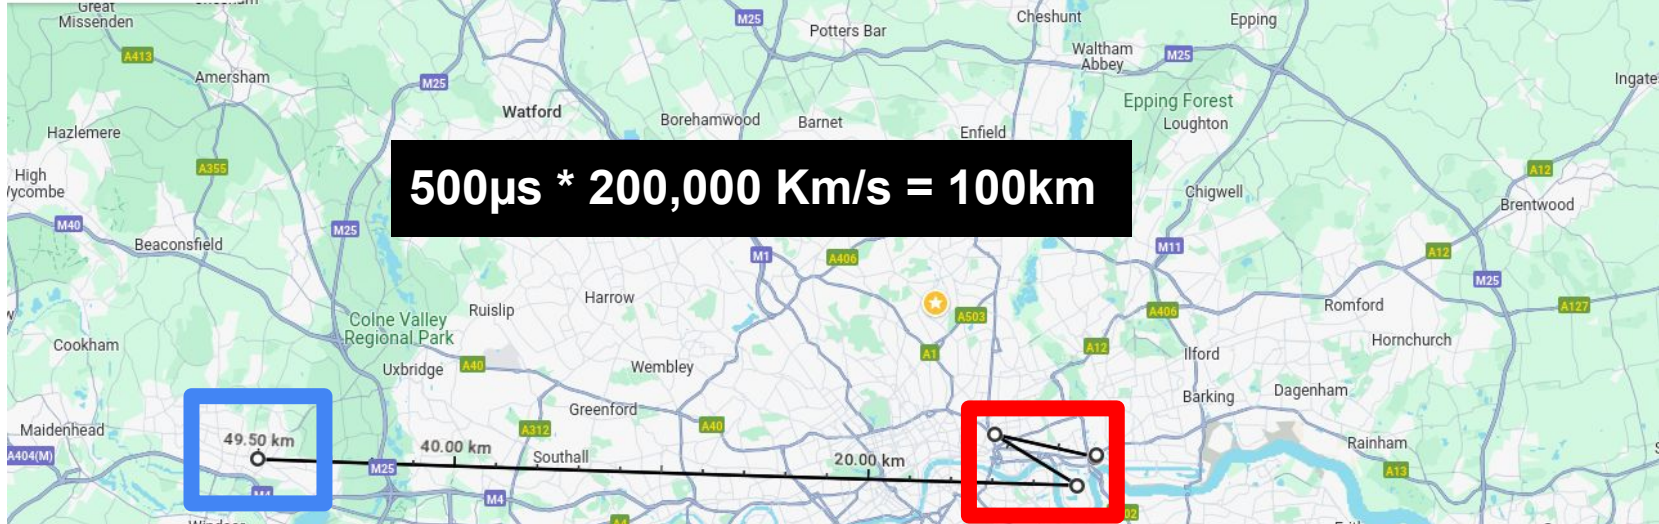 Great
Missenden
M25
Cheshunt
Epping
Potters Bar
Waltham
Abbey
M25
A413
Amersham
M25
Ingate
Watford
Borehamwood
Barnet
Enfield
Epping Forest
Loughton
Hazlemere
A355
High
ycombe
500µs * 200,000 Km/s = 100km
Chigwell
A12
Brentwood
M40
Beaconsfield
M25
M1
A406
M11
A12
M25
Ruislip
Harrow
A503
A406
Romford
A127
Colne Valley
Regional Park
Cookham
Uxbridge
A40
Wembley
A1
A12
Ilford
Hornchurch
Barking
Dagenham
Greenford
Maidenhead
A404(M)
49.50 km
40.00 km
A312
Southall
A40
20.00 km
Rainham
A13
M25
M4
M4
Windsor
A4
02